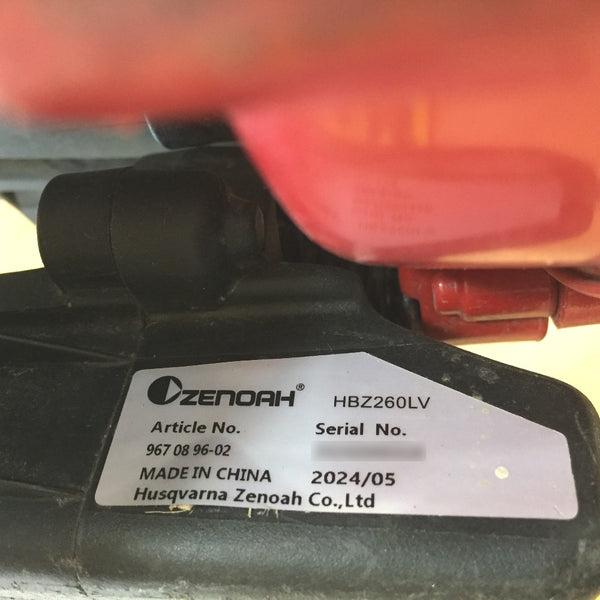 ZENOAH® HBZ260LV
Article No. Serial No.
967 08 96-02
MADE IN CHINA 2024/05
Husqvarna Zenoah Co.,Ltd